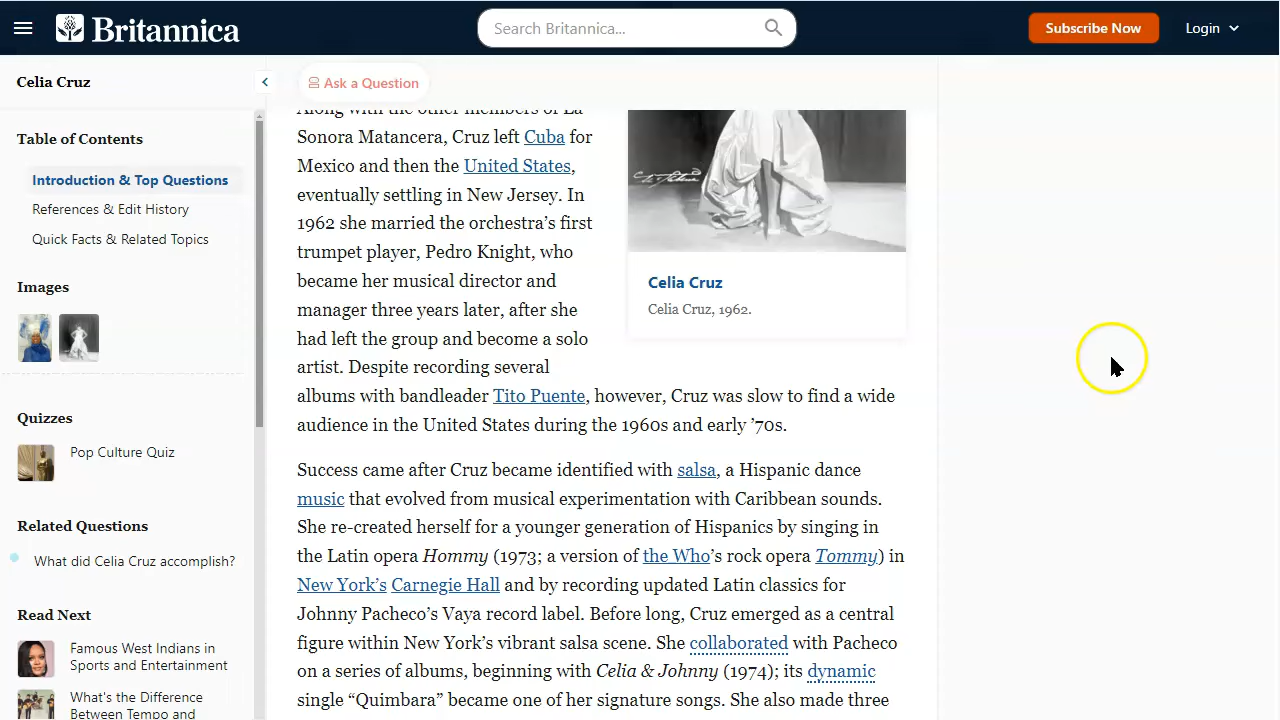 Britannica
Search Britannica...
Subscribe Now
Login
Celia Cruz
Ask a Question
Table of Contents
Introduction & Top Questions
References & Edit History
Quick Facts & Related Topics
Images
Quizzes
Pop Culture Quiz
Related Questions
What did Celia Cruz accomplish?
Read Next
Famous West Indians in
Sports and Entertainment
What's the Difference
Between Tempo and
Along with the other members of La
Sonora Matancera, Cruz left Cuba for
Mexico and then the United States,
eventually settling in New Jersey. In
1962 she married the orchestra’s first
trumpet player, Pedro Knight, who
became her musical director and
manager three years later, after she
had left the group and become a solo
artist. Despite recording several
albums with bandleader Tito Puente, however, Cruz was slow to find a wide
audience in the United States during the 1960s and early ’70s.
Celia Cruz
Celia Cruz, 1962.
Success came after Cruz became identified with salsa, a Hispanic dance
music that evolved from musical experimentation with Caribbean sounds.
She re-created herself for a younger generation of Hispanics by singing in
the Latin opera Hommy (1973; a version of the Who’s rock opera Tommy) in
New York’s Carnegie Hall and by recording updated Latin classics for
Johnny Pacheco’s Vaya record label. Before long, Cruz emerged as a central
figure within New York’s vibrant salsa scene. She collaborated with Pacheco
on a series of albums, beginning with Celia & Johnny (1974); its dynamic
single “Quimbara” became one of her signature songs. She also made three